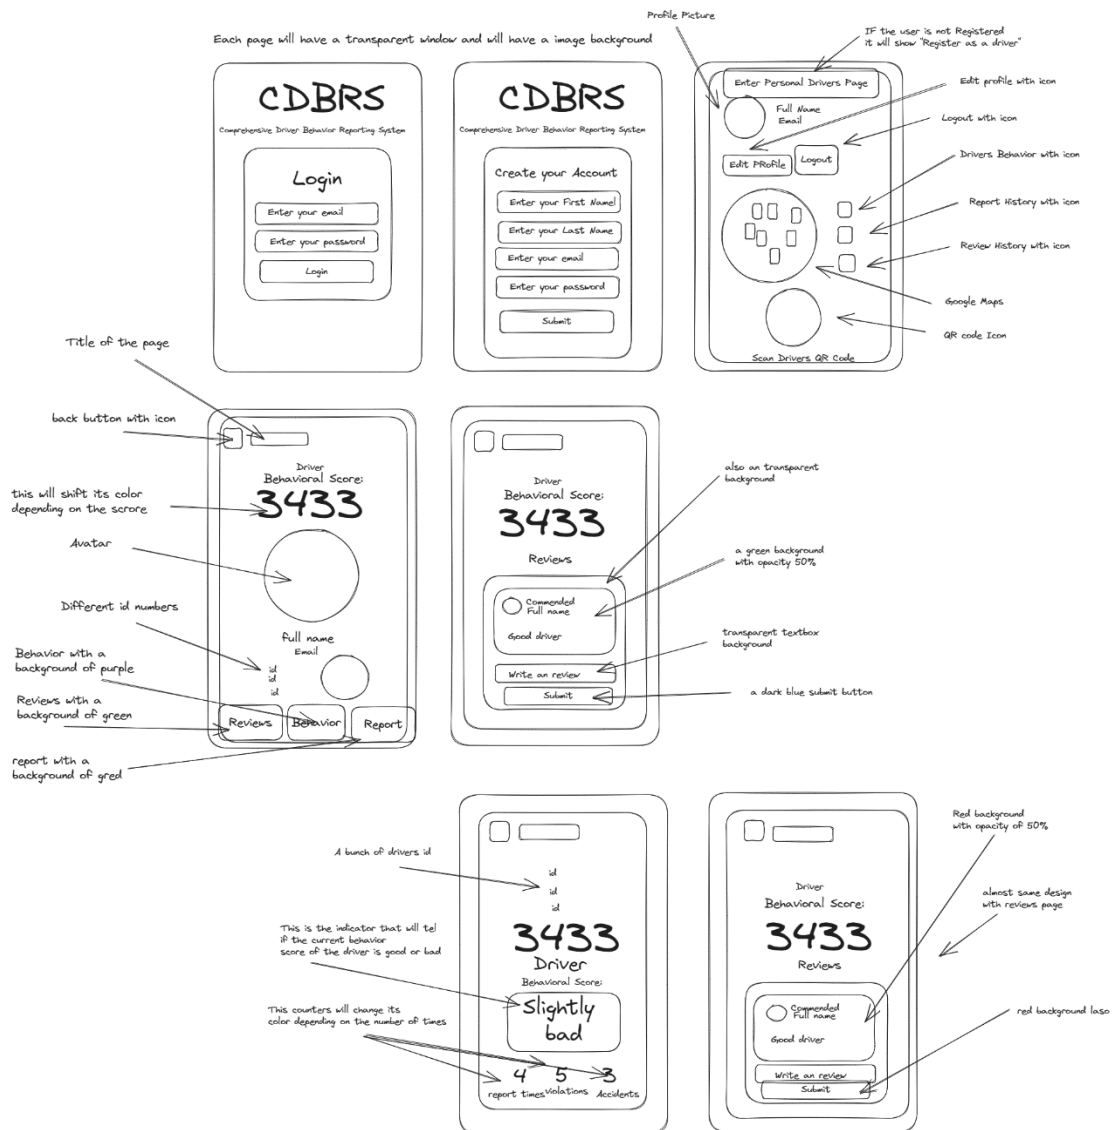 Each page will have a transparent window and will have a image background
Profile Picture
IF the user is not Registered
it will show "Register as a driver"
CDBRS
Comprehensive Driver Behavior Reporting System
Login
Enter your email
Enter your password
Login
CDBRS
Comprehensive Driver Behavior Reporting System
Create your Account
Enter your First Name
Enter your Last Name
Enter your email
Enter your password
Submit
Enter Personal Drivers Page
Full Name
Email
Edit PRofile
Logout
Scan Drivers QR Code
Edit profile with icon
Logout with icon
Drivers Behavior with icon
Report History with icon
Review History with icon
Google Maps
QR code Icon
Title of the page
back button with icon
this will shift its color
depending on the scrore
Avatar
Different id numbers
Behavior with a
background of purple
Reviews with a
background of green
report with a
background of gred
Driver
Behavioral Score:
3433
full name
Email
id
id
id
Reviews
Behavior
Report
Driver
Behavioral Score:
3433
Reviews
Commended
Full name
Good driver
Write an review
Submit
also an transparent
background
a green background
with opacity 50%
transparent textbox
background
a dark blue submit button
A bunch of drivers id
This is the indicator that will tel
if the current behavior
score of the driver is good or bad
This counters will change its
color depending on the number of times
id
id
id
3433
Driver
Behavioral Score:
Slightly
bad
4 5 3
report times violations Accidents
Driver
Behavioral Score:
3433
Reviews
Commended
Full name
Good driver
Write an review
Submit
Red background
with opacity of 50%
almost same design
with reviews page
red background laso